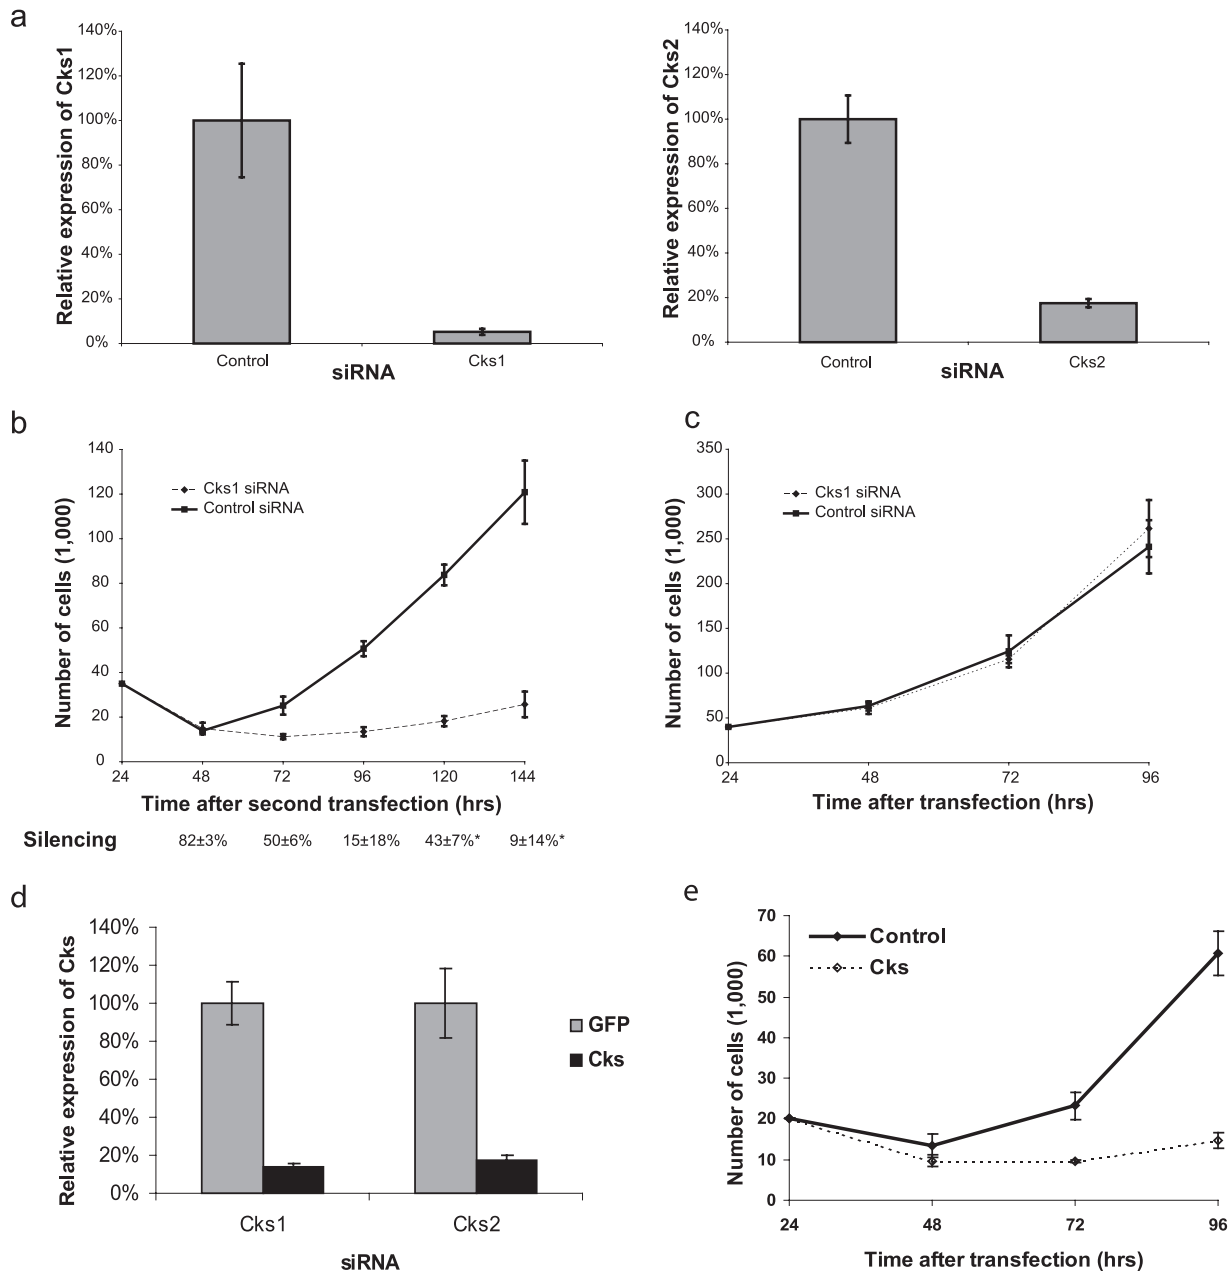 a
Relative expression of Cks1
140%
120%
100%
80%
60%
40%
20%
0%
Control
Cks1
siRNA
Relative expression of Cks2
140%
120%
100%
80%
60%
40%
20%
0%
Control
Cks2
siRNA
b
Number of cells (1,000)
140
120
100
80
60
40
20
0
Cks1 siRNA
Control siRNA
24 48 72 96 120 144
Time after second transfection (hrs)
Silencing 82±3% 50±6% 15±18% 43±7%* 9±14%*
c
Number of cells (1,000)
350
300
250
200
150
100
50
0
Cks1 siRNA
Control siRNA
24 48 72 96
Time after transfection (hrs)
d
Relative expression of Cks
140%
120%
100%
80%
60%
40%
20%
0%
GFP
Cks
Cks1
Cks2
siRNA
e
Number of cells (1,000)
70
60
50
40
30
20
10
0
Control
Cks
24 48 72 96
Time after transfection (hrs)